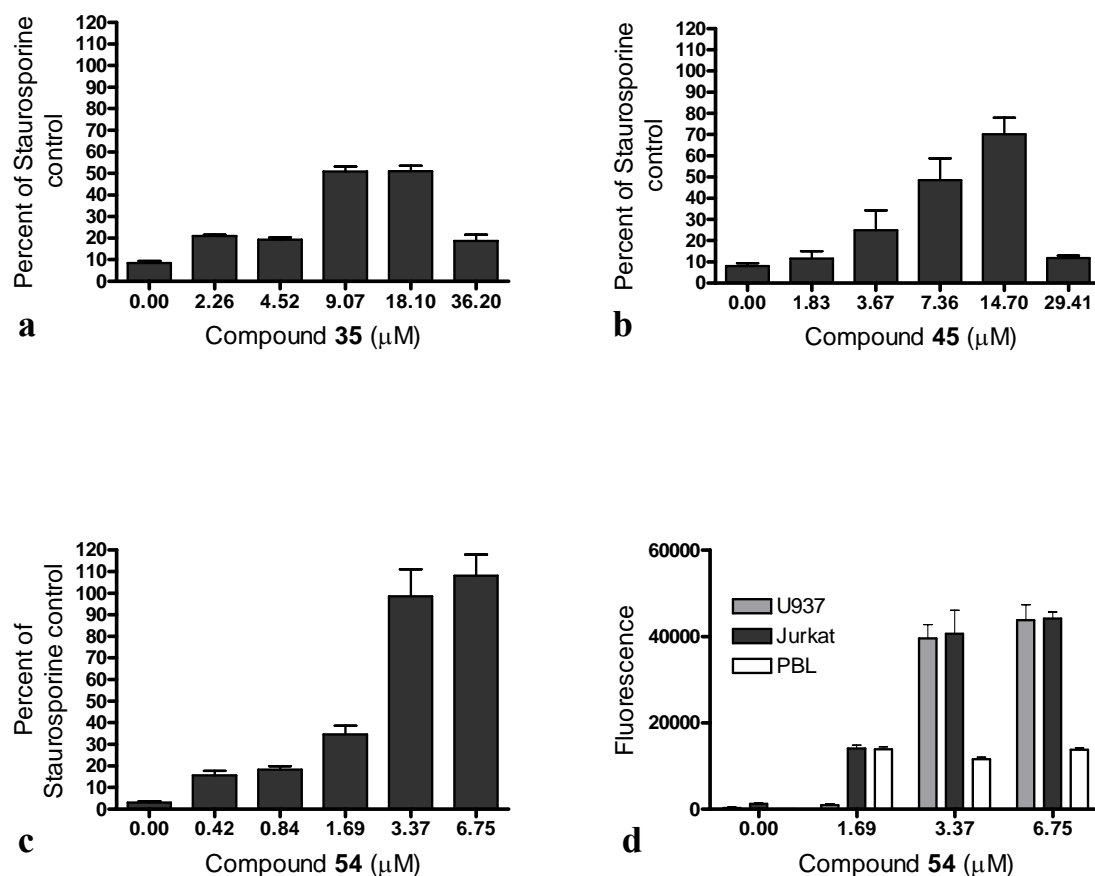 120
110
100
90
80
70
60
50
40
30
20
10
0
Percent of Staurosporine
control
0.00 2.26 4.52 9.07 18.10 36.20
a
Compound 35 (μM)
120
110
100
90
80
70
60
50
40
30
20
10
0
Percent of Staurosporine
control
0.00 1.83 3.67 7.36 14.70 29.41
b
Compound 45 (μM)
120
110
100
90
80
70
60
50
40
30
20
10
0
Percent of
Staurosporine control
0.00 0.42 0.84 1.69 3.37 6.75
c
Compound 54 (μM)
60000
40000
20000
0
Fluorescence
U937
Jurkat
PBL
0.00 1.69 3.37 6.75
d
Compound 54 (μM)